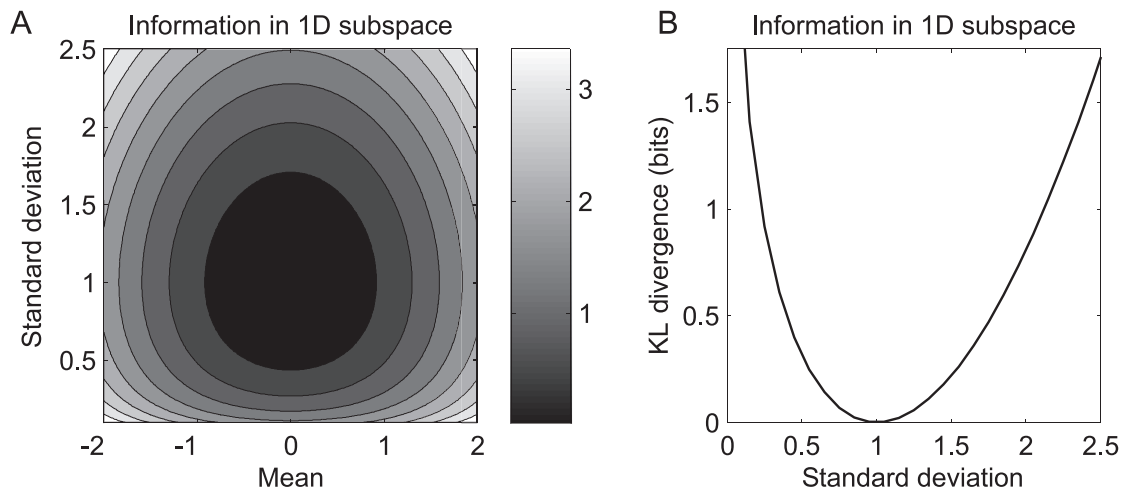 A
Information in 1D subspace
2.5
2
1.5
1
0.5
Standard deviation
-2
-1
0
1
2
Mean
3
2
1
B
Information in 1D subspace
1.5
1
0.5
0
KL divergence (bits)
0
0.5
1
1.5
2
2.5
Standard deviation